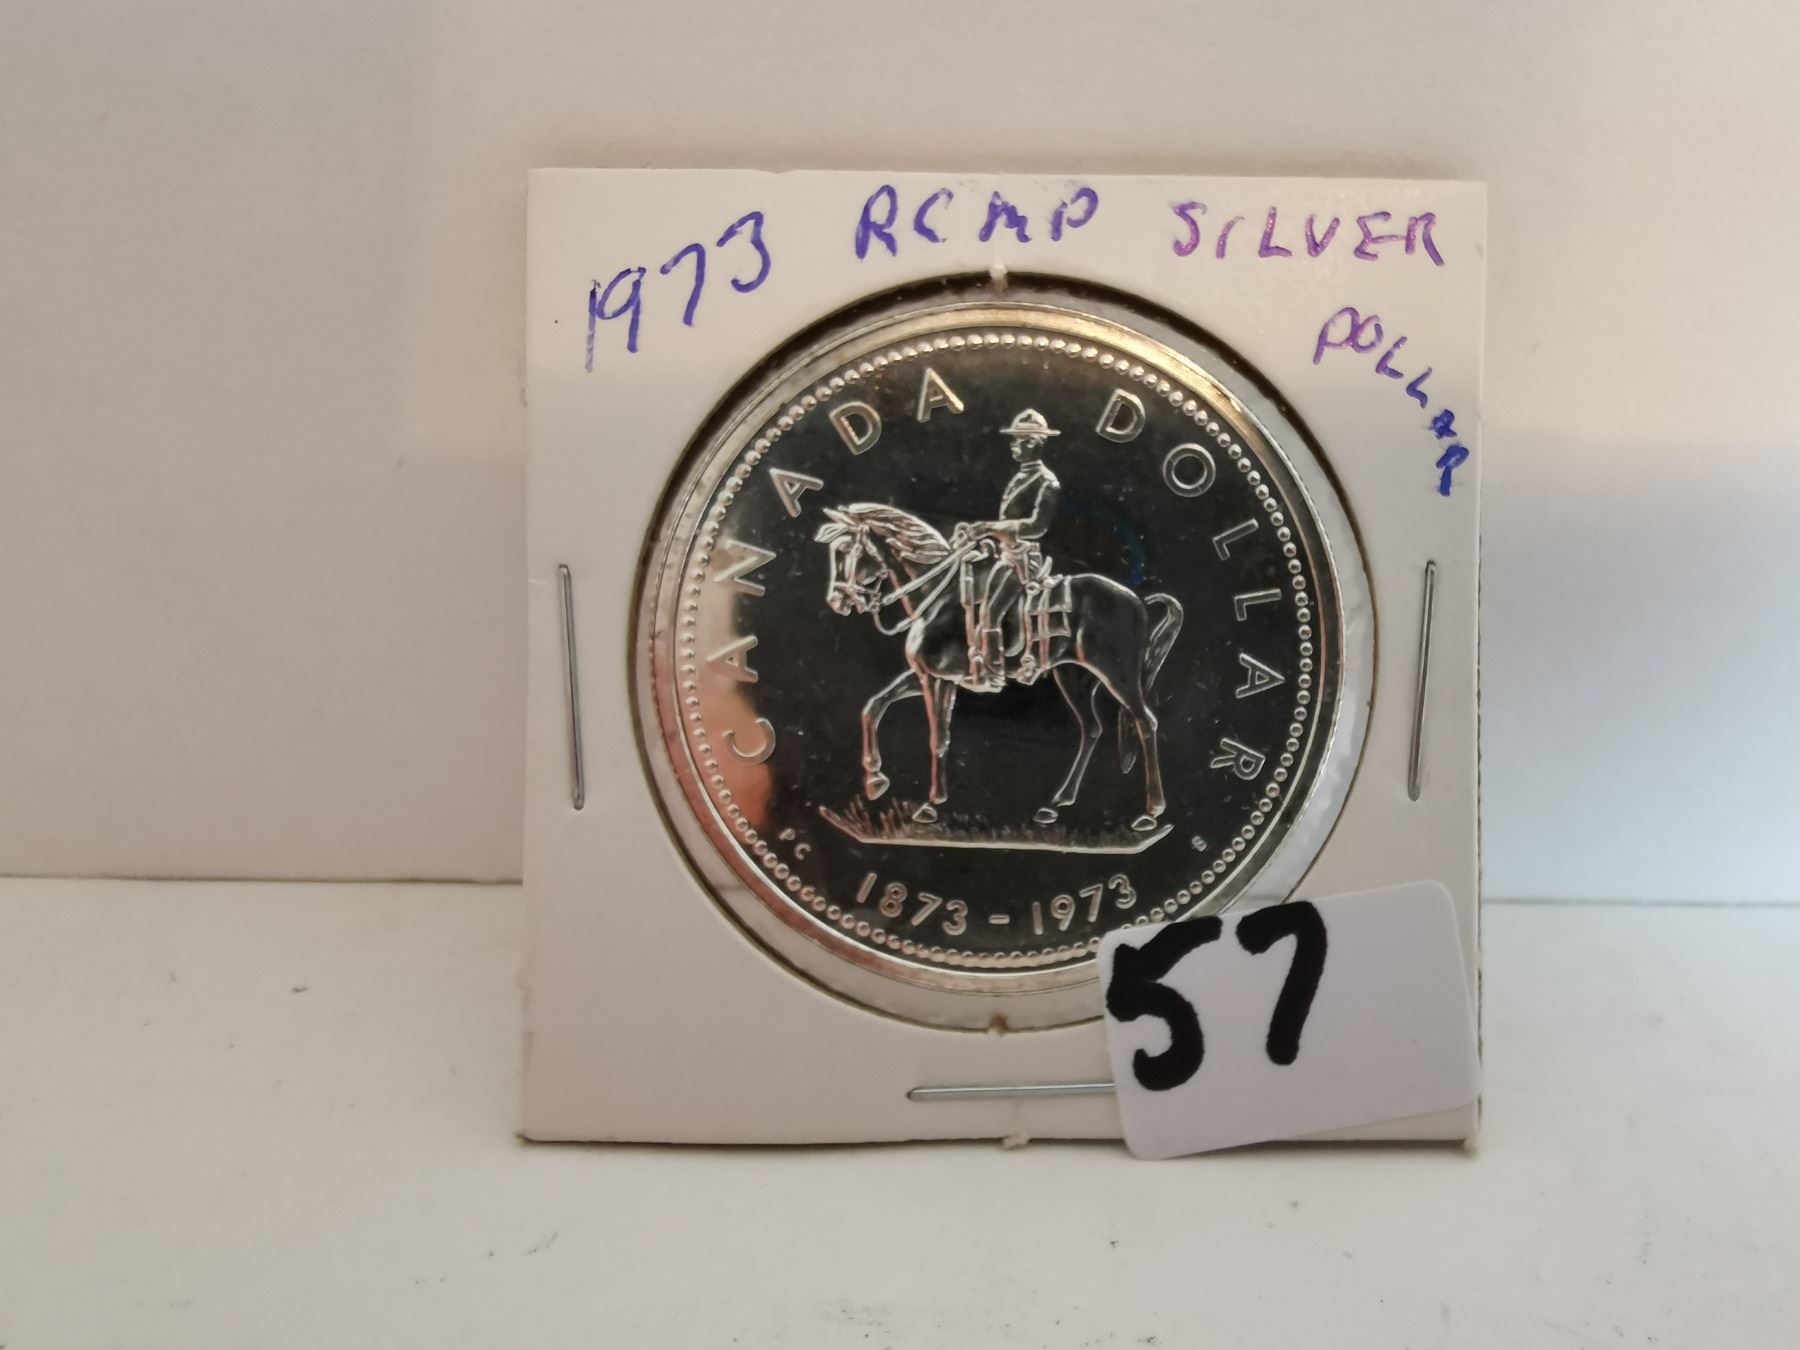 1973 RCMP SILVER
DOLLAR
CANADA DOLLAR
PC
B
1873-1973
57